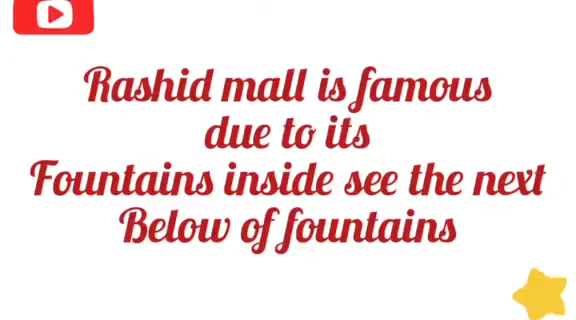 Rashid mall is famous
due to its
Fountains inside see the next
Below of fountains